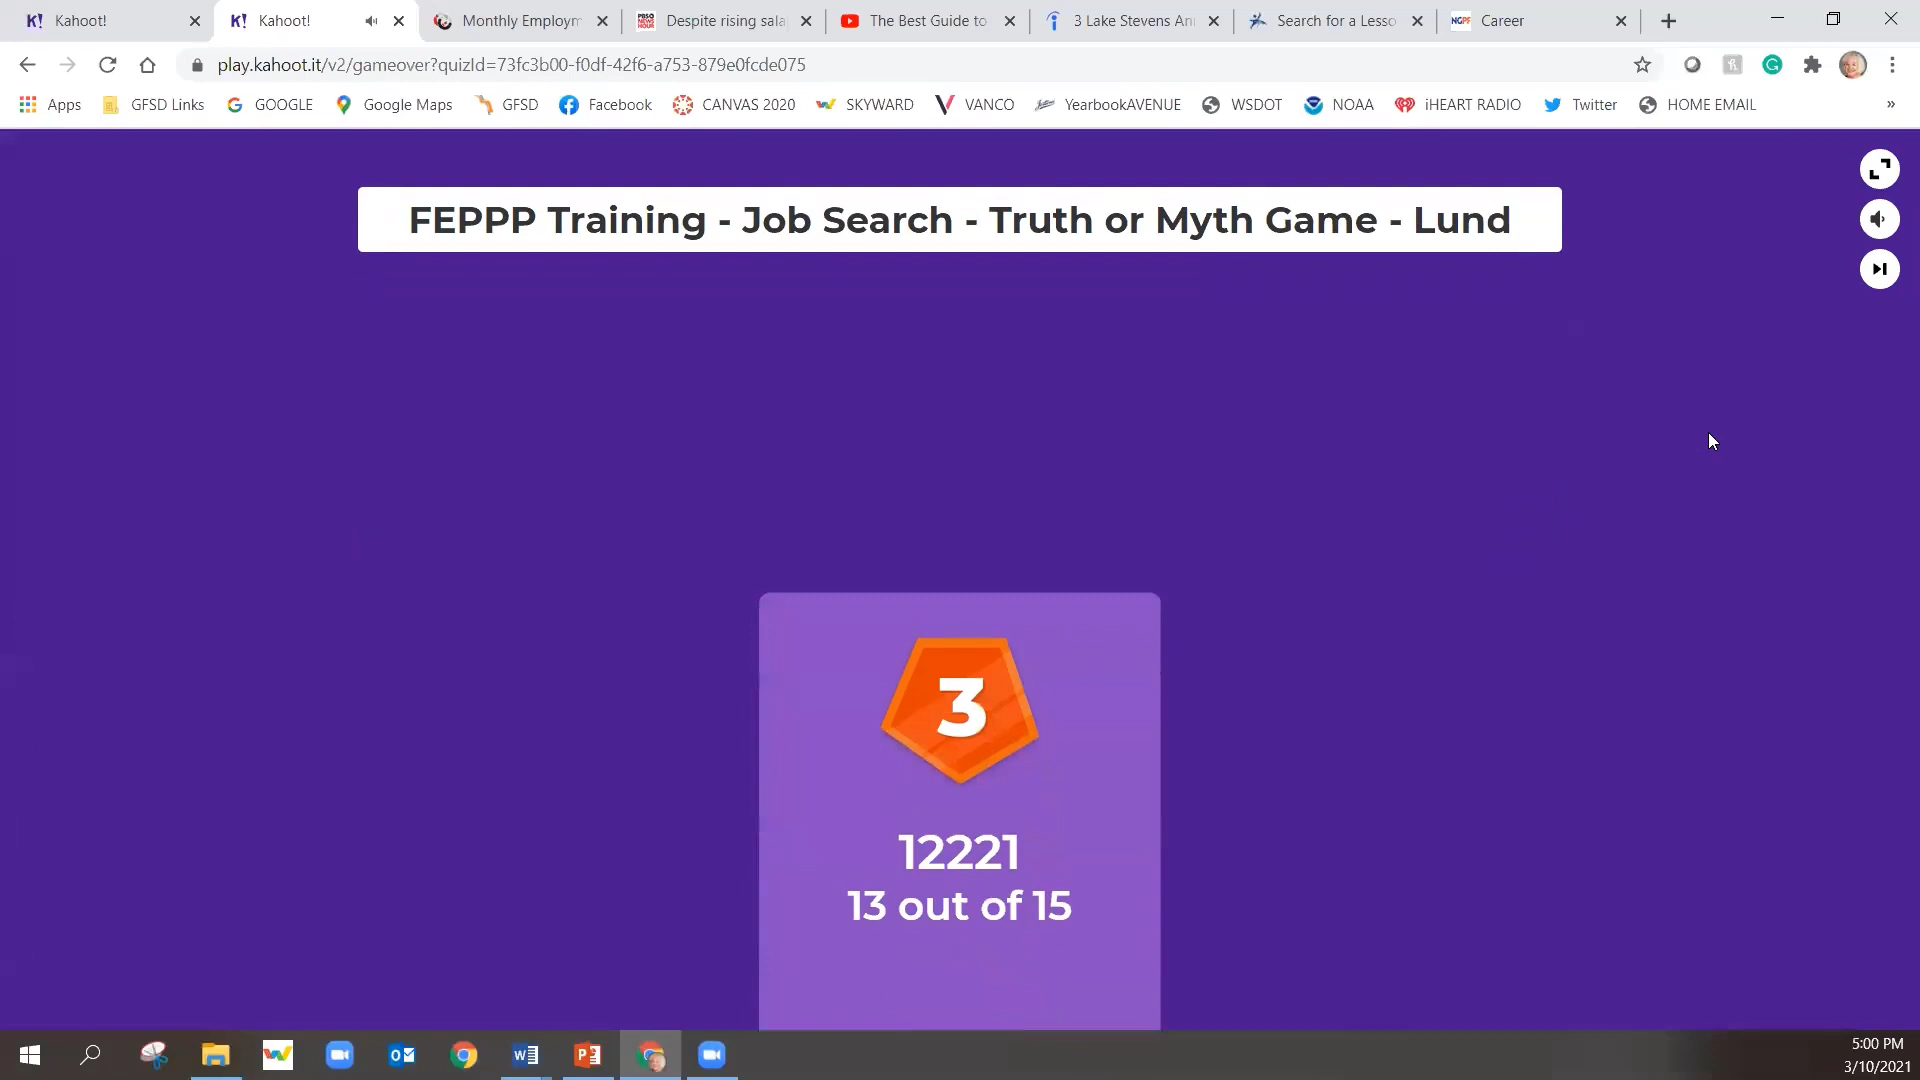 K! Kahoot!
K! Kahoot!
Monthly Employm
Despite rising sala
The Best Guide to
3 Lake Stevens An
Search for a Lesso
NGPF Career
play.kahoot.it/v2/gameover?quizId=73fc3b00-f0df-42f6-a753-879e0fcde075
Apps GFSD Links GOOGLE Google Maps GFSD Facebook CANVAS 2020 SKYWARD VANCO YearbookAVENUE WSDOT NOAA iHEART RADIO Twitter HOME EMAIL »
FEPPP Training - Job Search - Truth or Myth Game - Lund
3
12221
13 out of 15
5:00 PM
3/10/2021